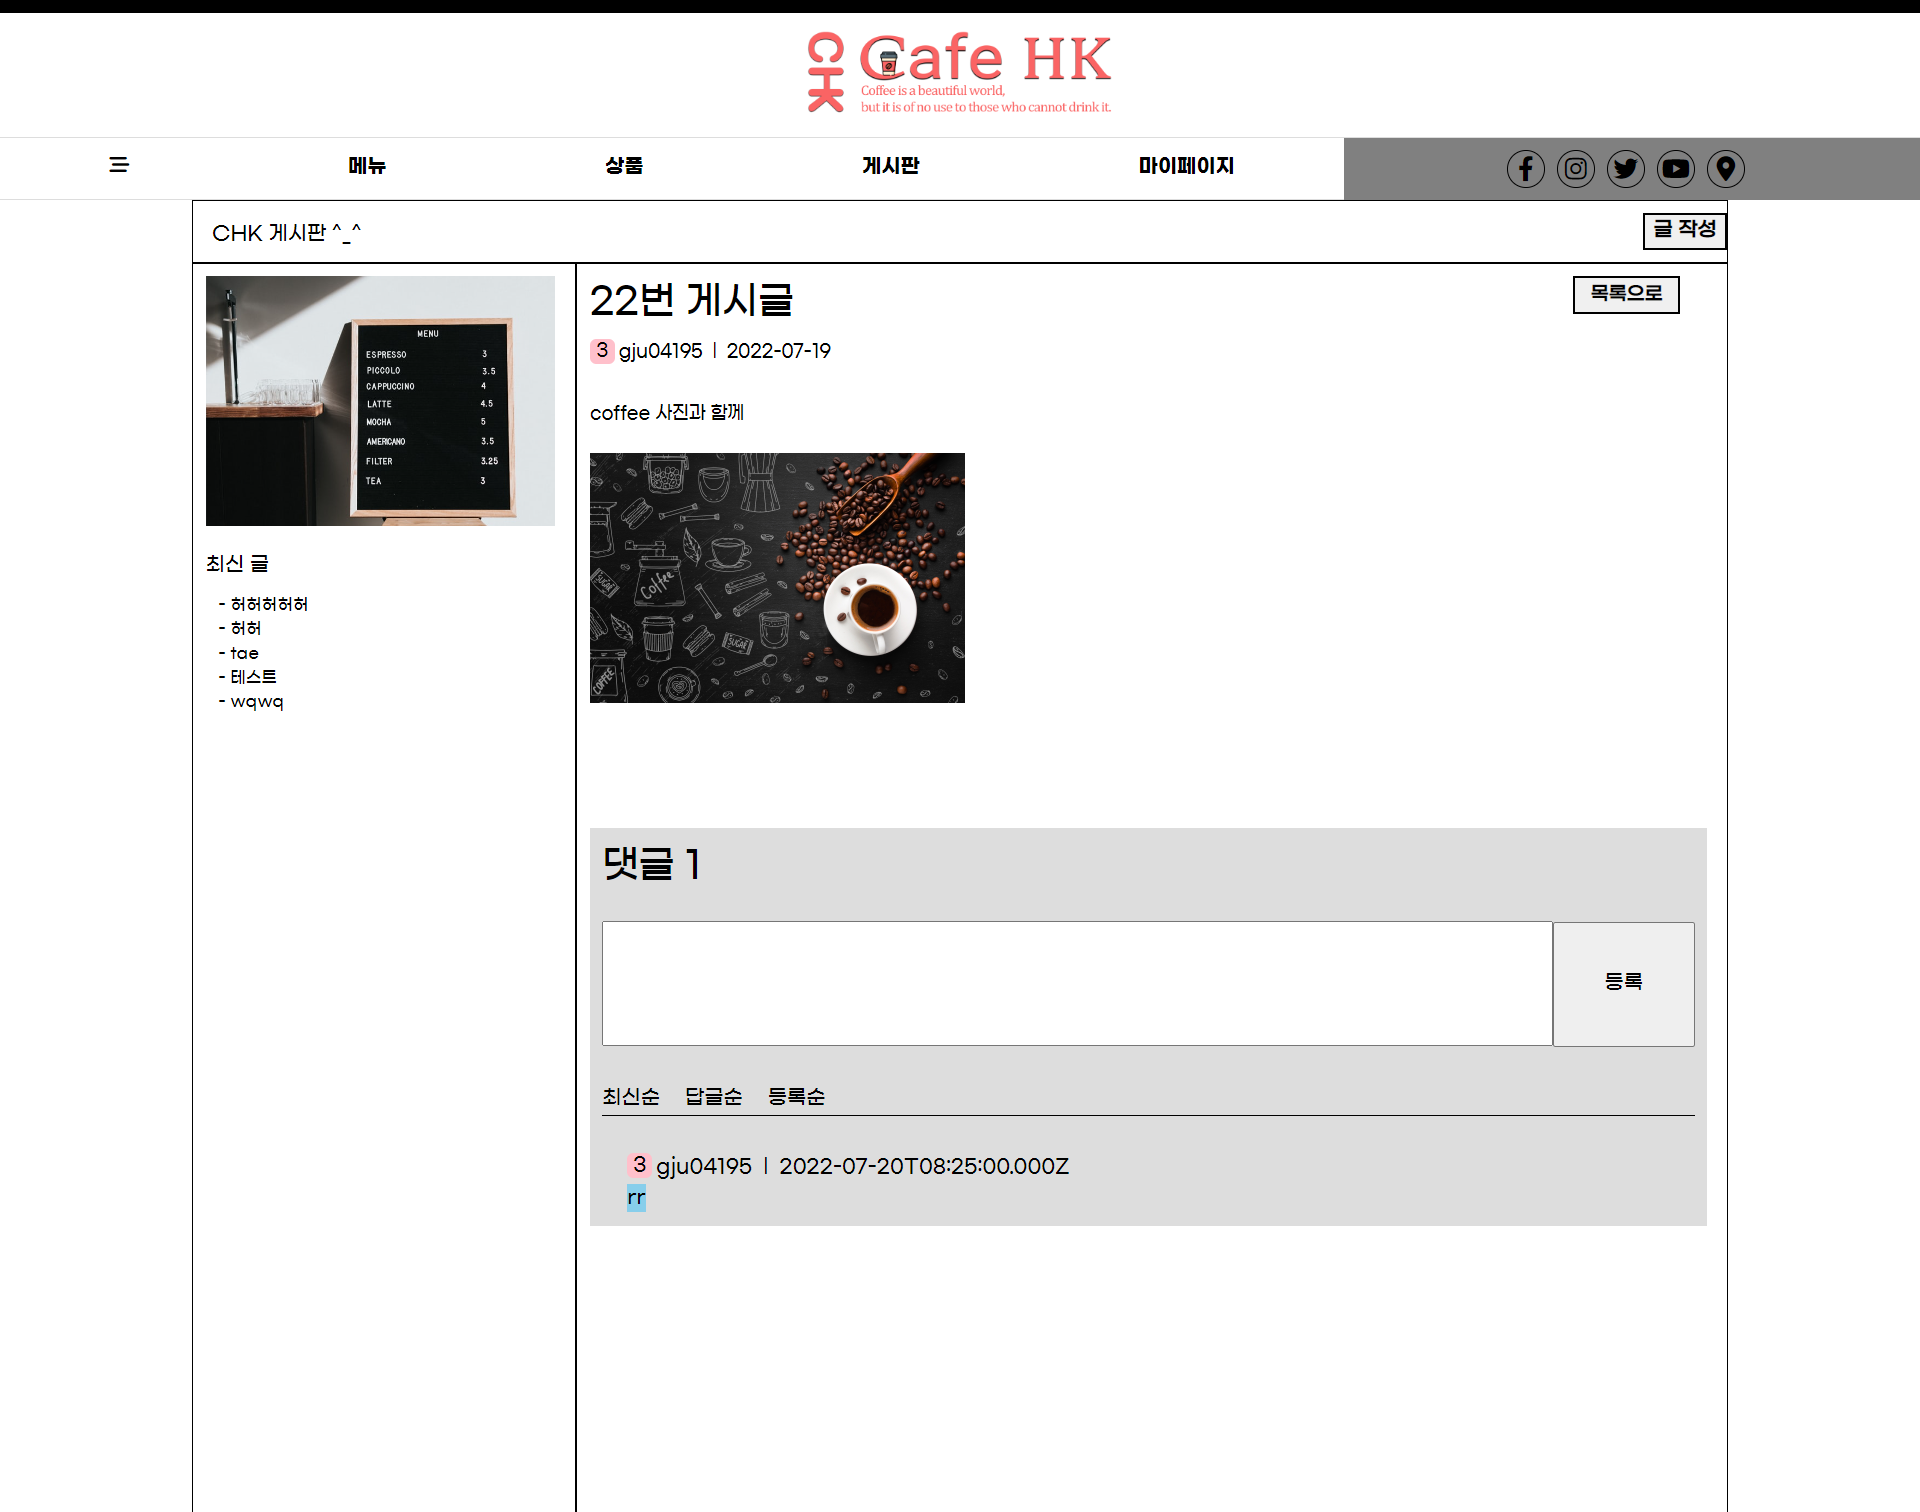 CHK
Cafe HK
Coffee is a beautiful world,
but it is of no use to those who cannot drink it.
메뉴 상품 게시판 마이페이지
CHK 게시판 ^_^ 글 작성
MENU
ESPRESSO 3
PICCOLO 3.5
CAPPUCCINO 4
LATTE 4.5
MOCHA 5
AMERICANO 3.5
FILTER 3.25
TEA 3
최신 글
- 허허허허허
- 허허
- tae
- 테스트
- wqwq
22번 게시글 목록으로
3 gju04195 | 2022-07-19
coffee 사진과 함께
Coffee
SUGAR
SUGAR
COFFEE
댓글 1
등록
최신순 답글순 등록순
3 gju04195 | 2022-07-20T08:25:00.000Z
rr